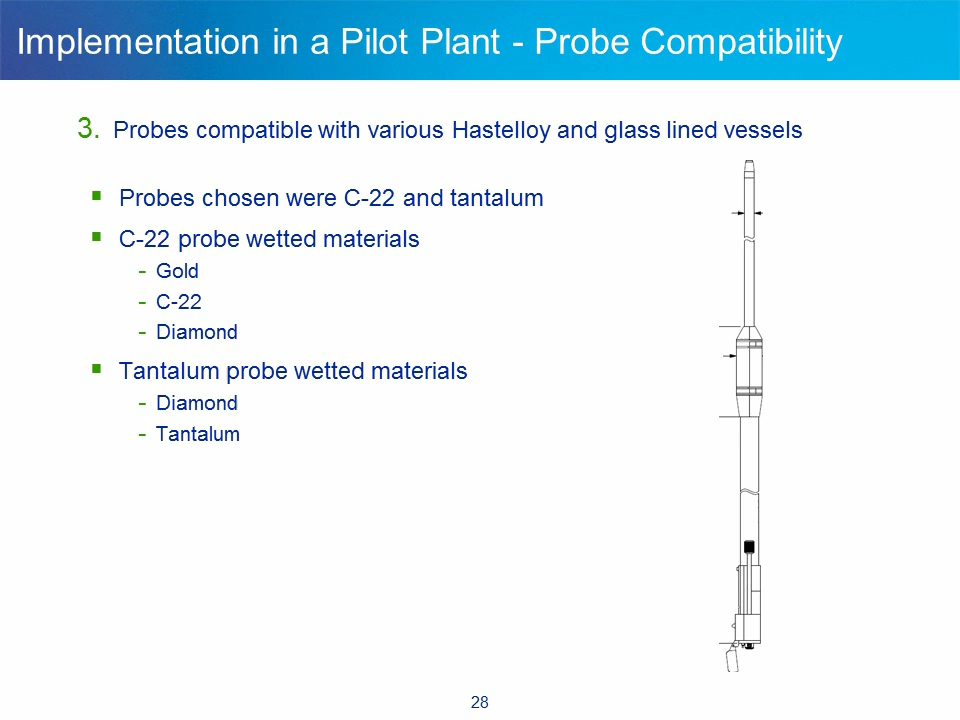 Implementation in a Pilot Plant - Probe Compatibility
3. Probes compatible with various Hastelloy and glass lined vessels
▪ Probes chosen were C-22 and tantalum
▪ C-22 probe wetted materials
- Gold
- C-22
- Diamond
▪ Tantalum probe wetted materials
- Diamond
- Tantalum
28